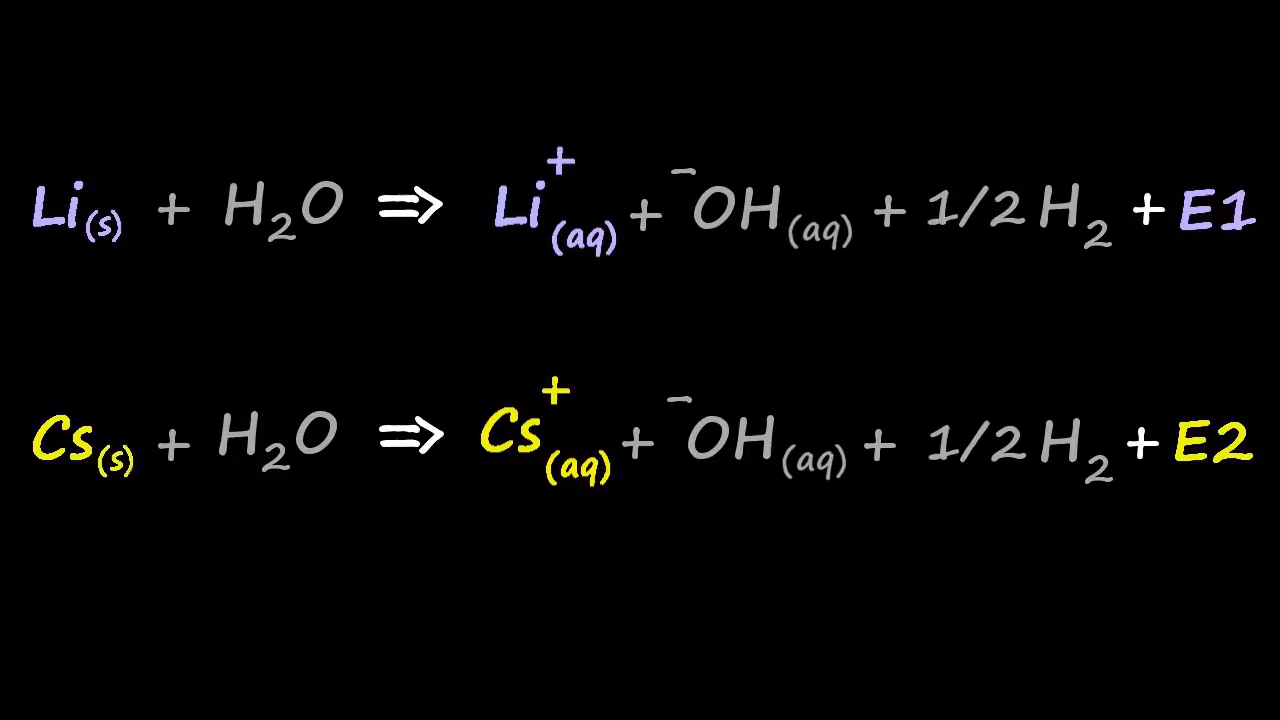 Li(s) + H₂O ⇒ Li⁺(aq) + ⁻OH(aq) + 1/2 H₂ + E1
Cs(s) + H₂O ⇒ Cs⁺(aq) + ⁻OH(aq) + 1/2 H₂ + E2